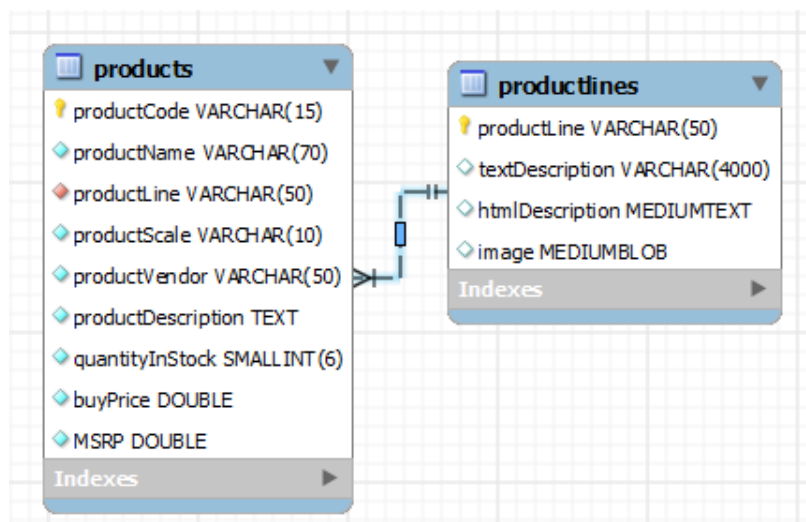 products
productCode VARCHAR(15)
productName VARCHAR(70)
productLine VARCHAR(50)
productScale VARCHAR(10)
productVendor VARCHAR(50)
productDescription TEXT
quantityInStock SMALLINT(6)
buyPrice DOUBLE
MSRP DOUBLE
Indexes
productlines
productLine VARCHAR(50)
textDescription VARCHAR(4000)
htmlDescription MEDIUMTEXT
image MEDIUMBLOB
Indexes